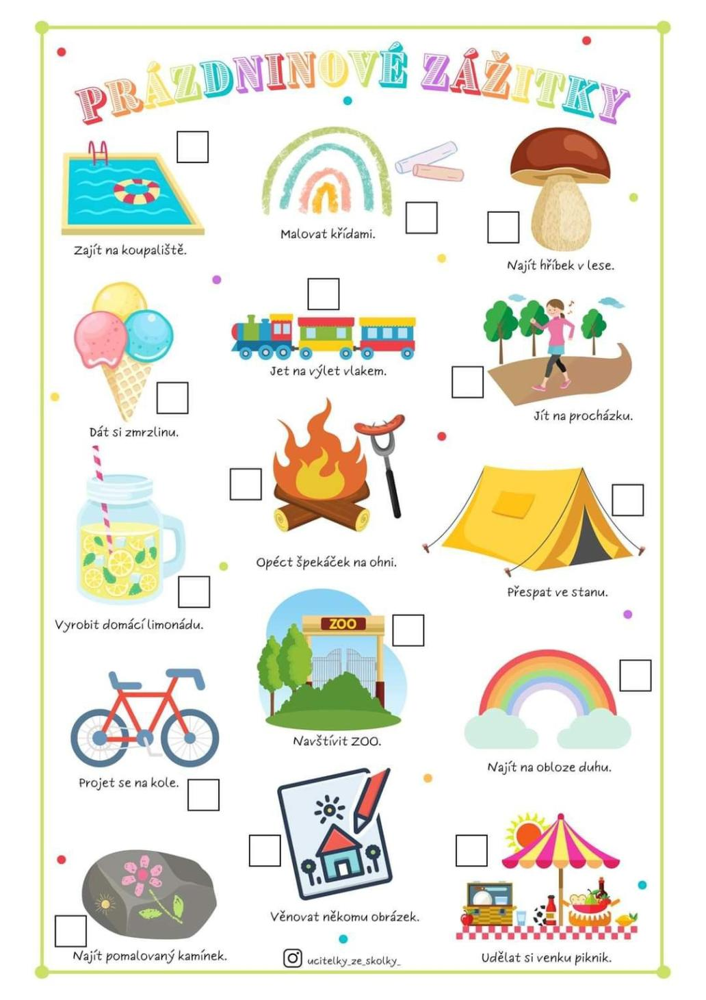 PRÁZDNINOVÉ ZÁŽITKY
Zajít na koupaliště.
Malovat křídami.
Najít hříbek v lese.
Dát si zmrzlinu.
Jet na výlet vlakem.
Jít na procházku.
Vyrobit domácí limonádu.
Opéct špekáček na ohni.
Přespat ve stanu.
Projet se na kole.
ZOO
Navštívit ZOO.
Najít na obloze duhu.
Najít pomalovaný kamínek.
Věnovat někomu obrázek.
Udělat si venku piknik.
ucitelky_ze_skolky_